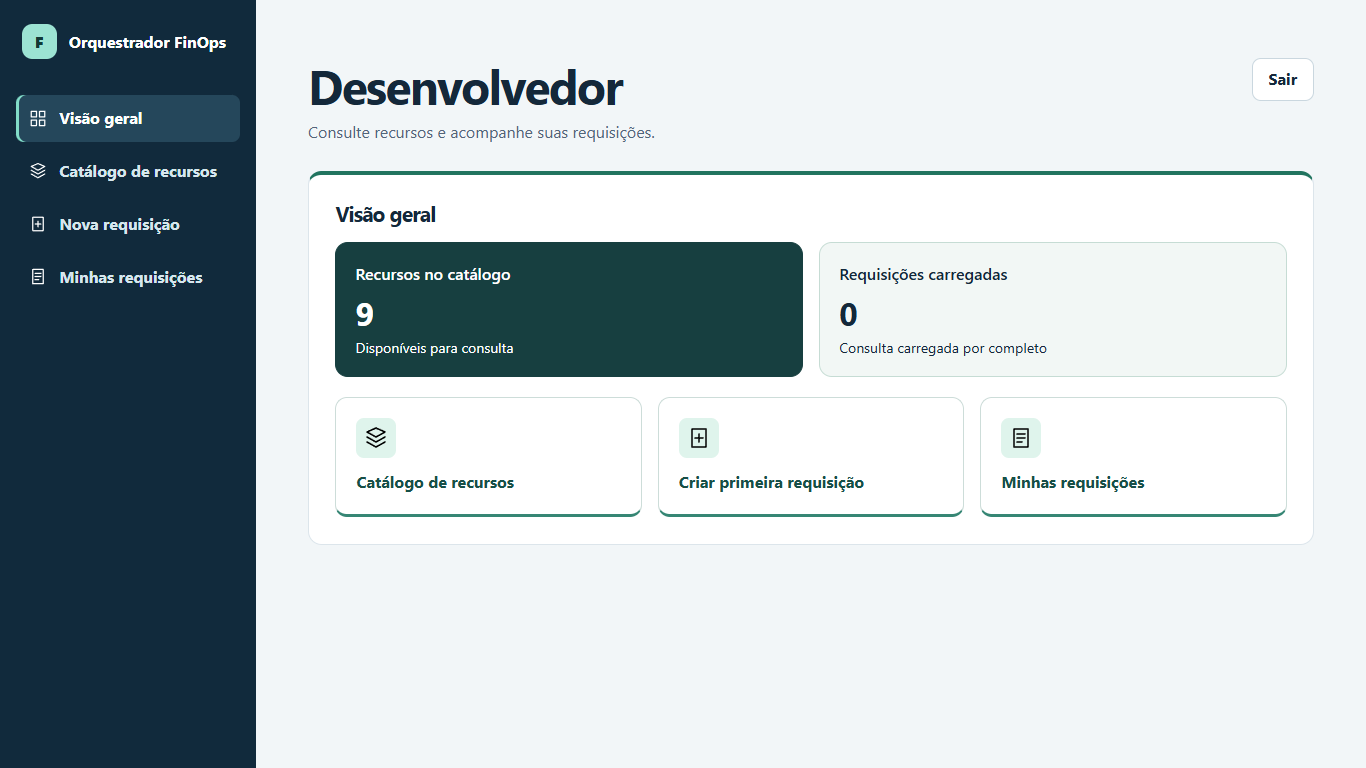 F
Orquestrador FinOps
Visão geral
Catálogo de recursos
Nova requisição
Minhas requisições
Desenvolvedor
Consulte recursos e acompanhe suas requisições.
Sair
Visão geral
Recursos no catálogo
9
Disponíveis para consulta
Requisições carregadas
0
Consulta carregada por completo
Catálogo de recursos
Criar primeira requisição
Minhas requisições